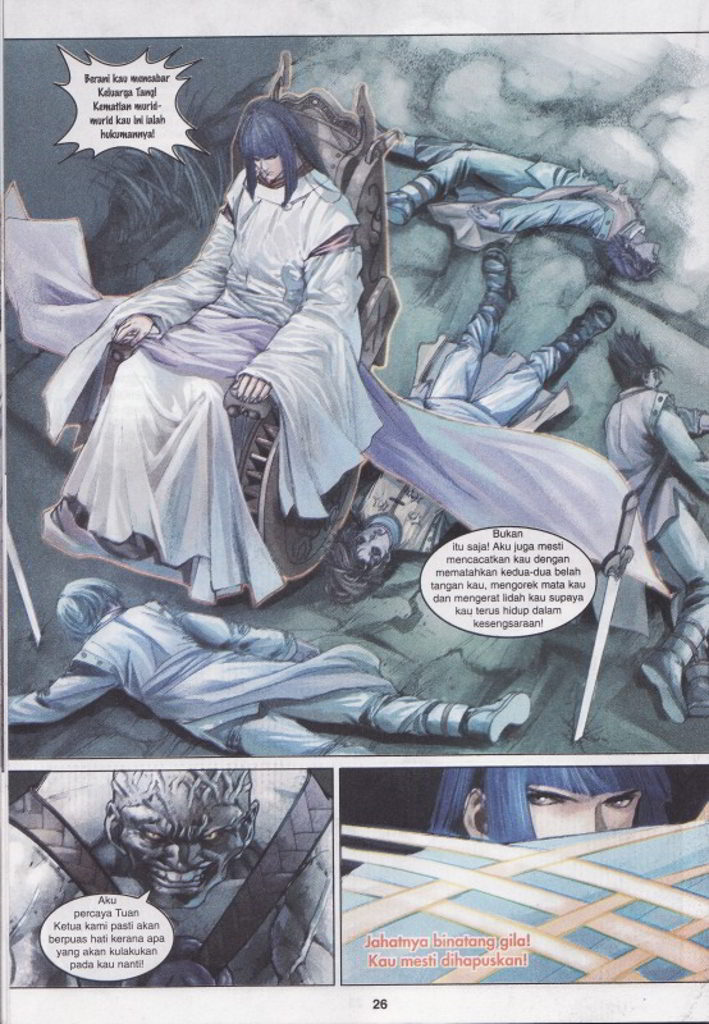 Berani kau mencabar
Keluarga Tang!
Kematian murid-
murid kau ini ialah
hukumannya!
Bukan
itu saja! Aku juga mesti
mencacatkan kau dengan
mematahkan kedua-dua belah
tangan kau, mengorek mata kau
dan mengerat lidah kau supaya
kau terus hidup dalam
kesengsaraan!
Aku
percaya Tuan
Ketua kami pasti akan
berpuas hati kerana apa
yang akan kulakukan
pada kau nanti!
Jahatnya binatang gila!
Kau mesti dihapuskan!
26